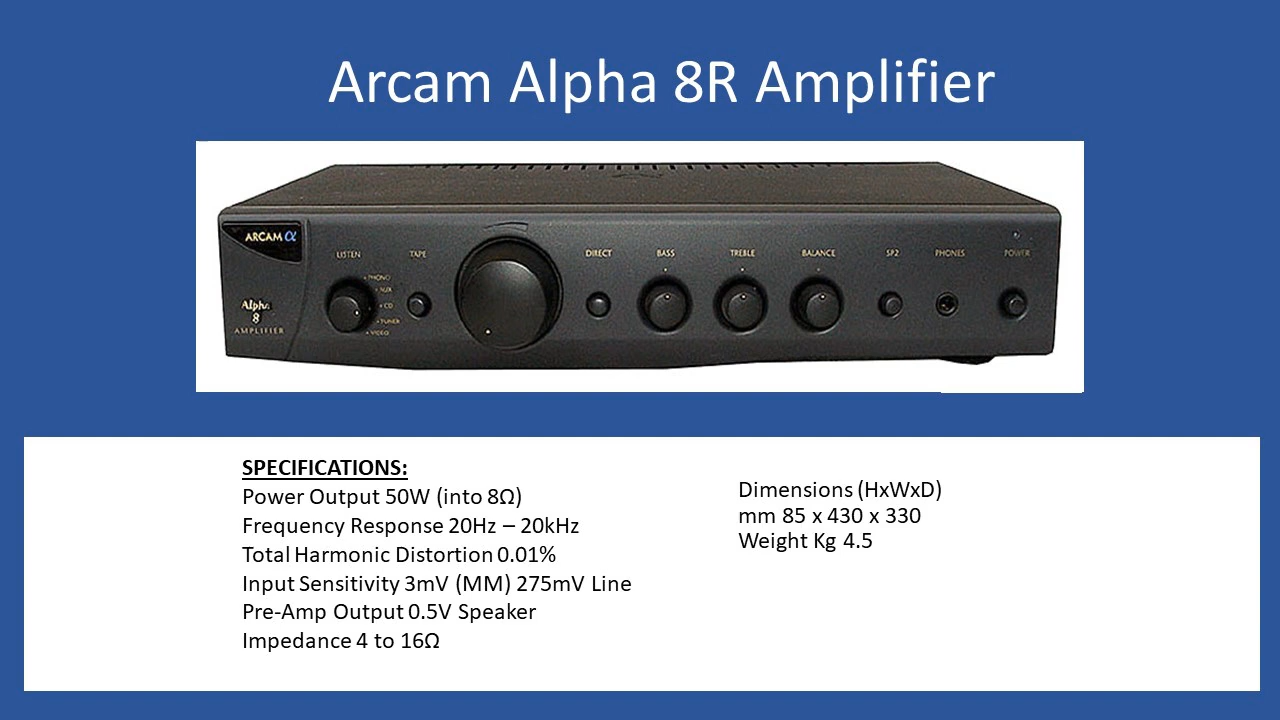 Arcam Alpha 8R Amplifier
ARCAM α
LISTEN
TAPE
DIRECT
BASS
TREBLE
BALANCE
SP2
PHONES
POWER
PHONO
AUX
CD
TUNER
VIDEO
Alpha
8
AMPLIFIER
SPECIFICATIONS:
Power Output 50W (into 8Ω)
Frequency Response 20Hz – 20kHz
Total Harmonic Distortion 0.01%
Input Sensitivity 3mV (MM) 275mV Line
Pre-Amp Output 0.5V Speaker
Impedance 4 to 16Ω
Dimensions (HxWxD)
mm 85 x 430 x 330
Weight Kg 4.5